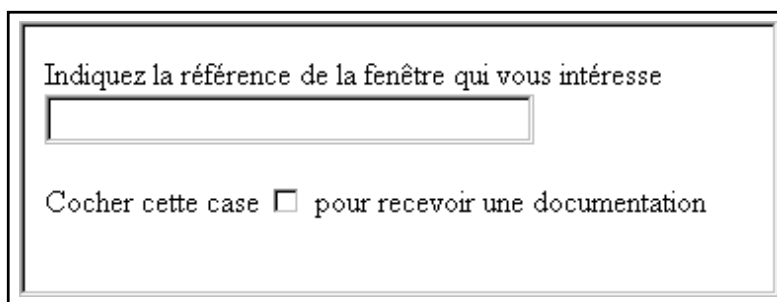 Indiquez la référence de la fenêtre qui vous intéresse
Cocher cette case pour recevoir une documentation